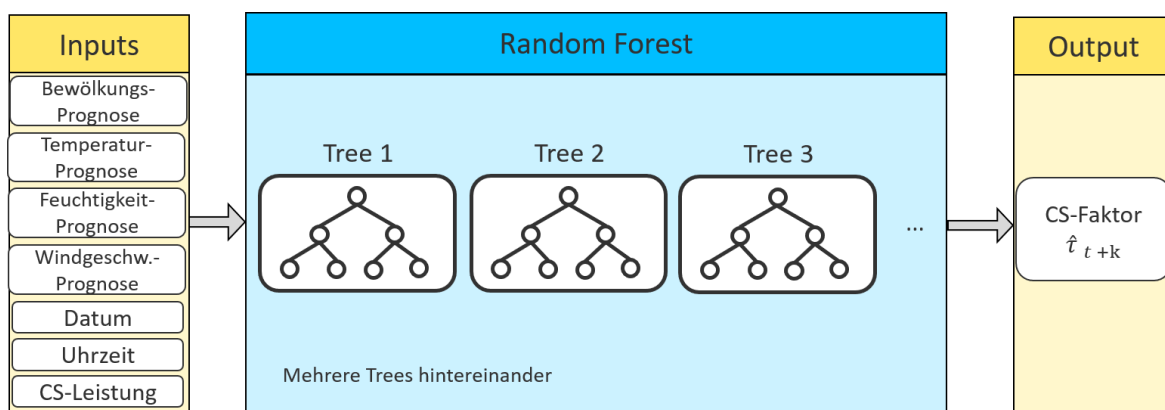 Inputs
Bewölkungs-
Prognose
Temperatur-
Prognose
Feuchtigkeit-
Prognose
Windgeschw.-
Prognose
Datum
Uhrzeit
CS-Leistung
Random Forest
Tree 1
Tree 2
Tree 3
...
Mehrere Trees hintereinander
Output
CS-Faktor
τ̂ t +k